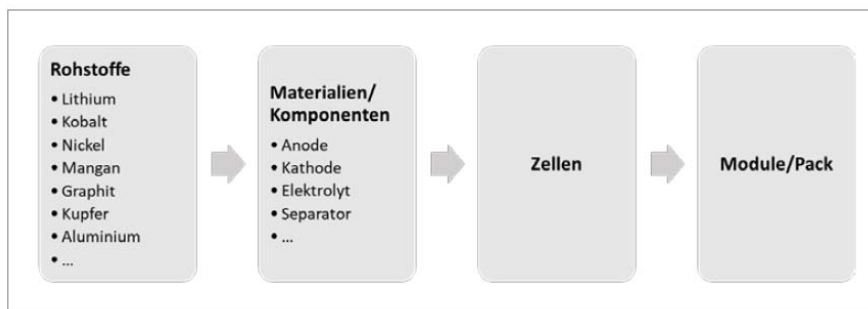 Rohstoffe
• Lithium
• Kobalt
• Nickel
• Mangan
• Graphit
• Kupfer
• Aluminium
• ...
Materialien/
Komponenten
• Anode
• Kathode
• Elektrolyt
• Separator
• ...
Zellen
Module/Pack